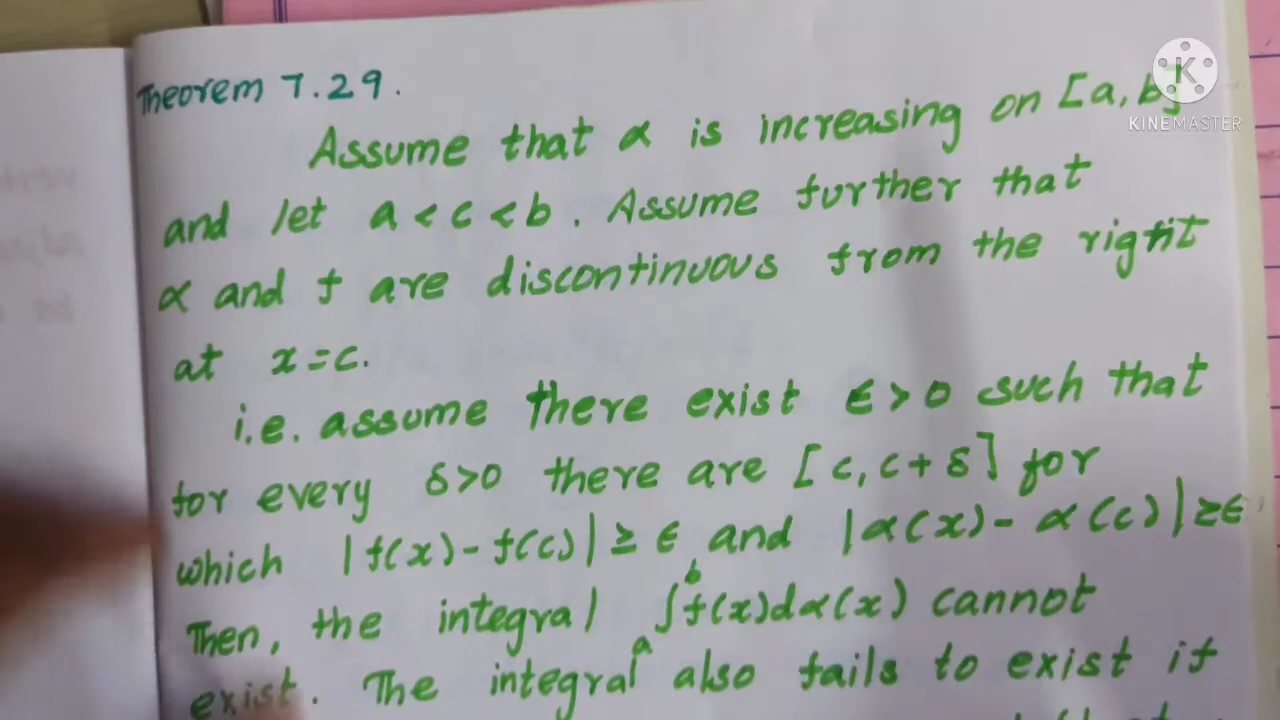 Theorem 7.29.
Assume that α is increasing on [a, b]
and let a < c < b. Assume further that
α and f are discontinuous from the right
at x = c.
i.e. assume there exist ε > 0 such that
for every δ>0 there are [c, c + δ] for
which |f(x) - f(c)| ≥ ε and |α(x) - α(c)| ≥ ε
Then, the integral ∫ₐᵇ f(x)dα(x) cannot
exist. The integral also fails to exist if
KINEMASTER